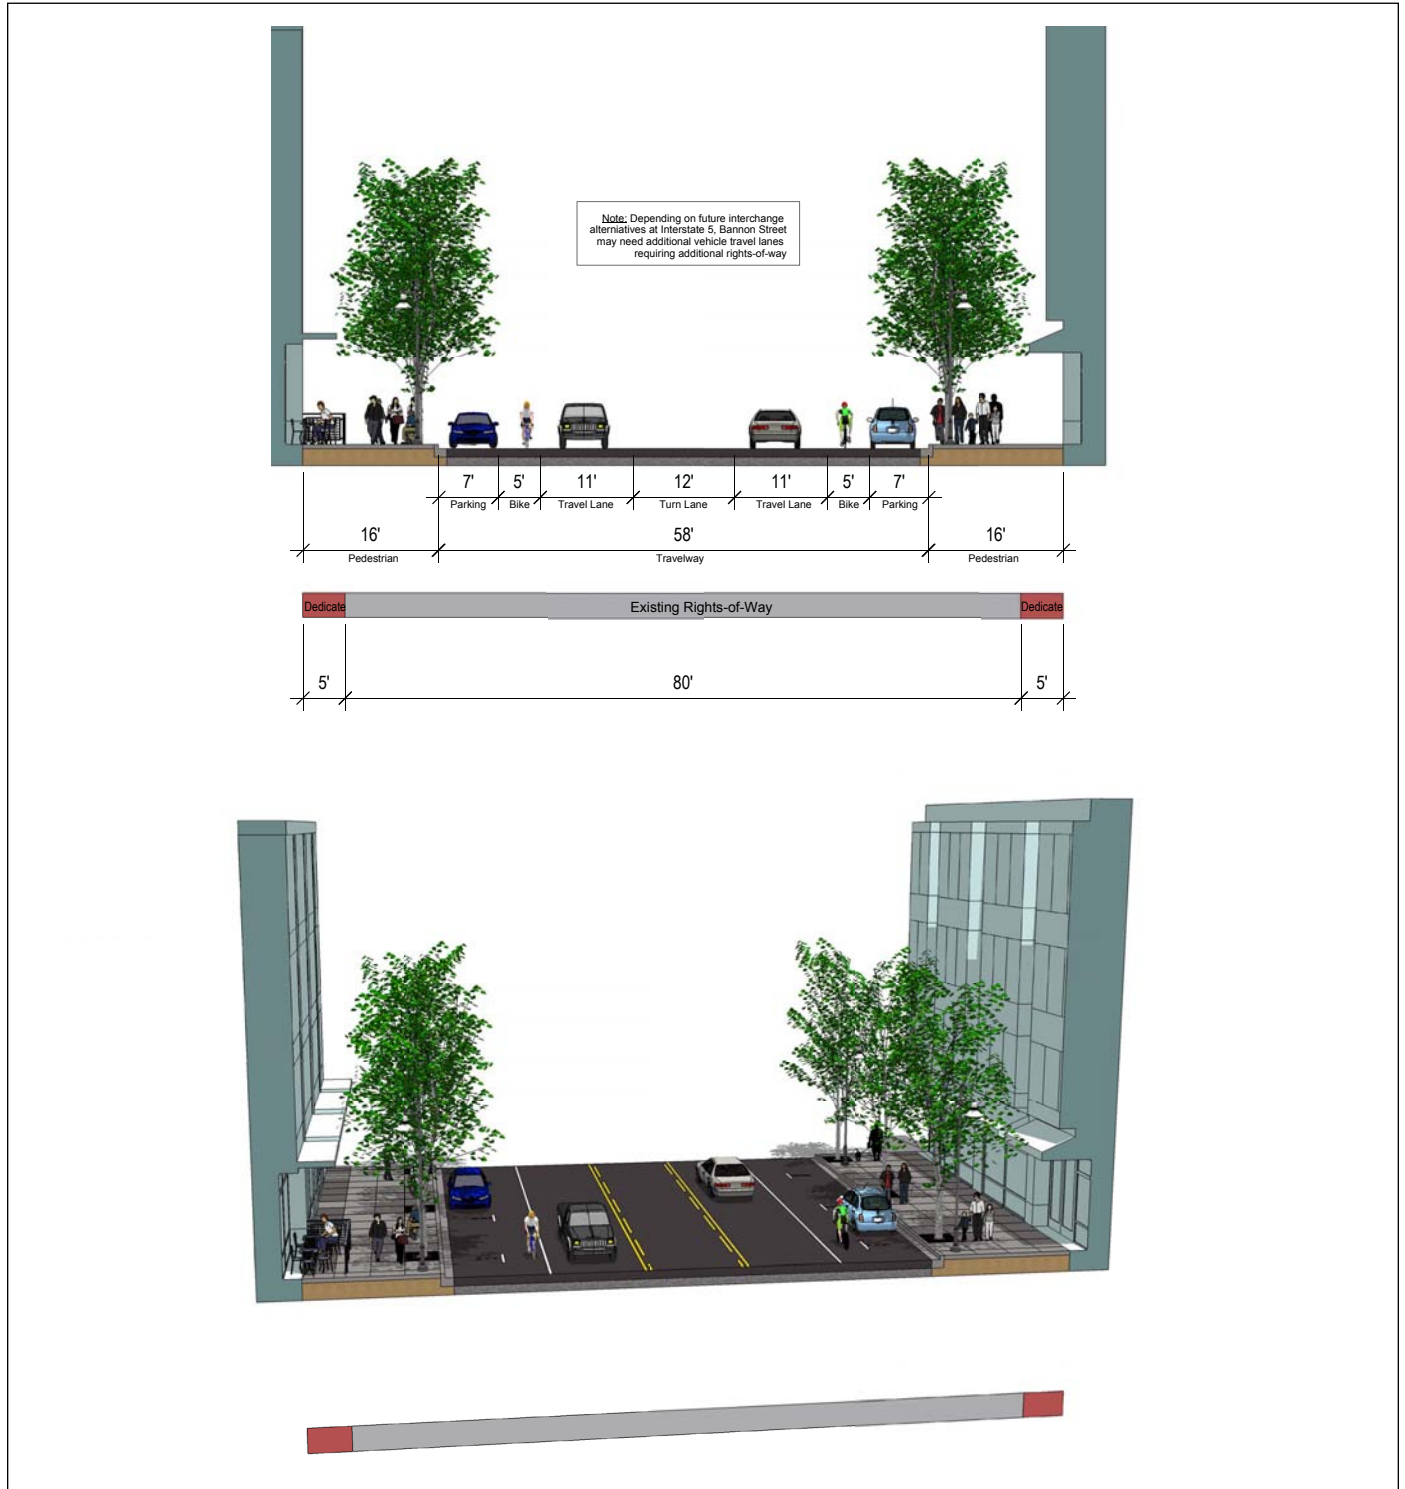 Note: Depending on future interchange
alterniatives at Interstate 5, Bannon Street
may need additional vehicle travel lanes
requiring additional rights-of-way
7' 5' 11' 12' 11' 5' 7'
Parking Bike Travel Lane Turn Lane Travel Lane Bike Parking
16' 58' 16'
Pedestrian Travelway Pedestrian
Dedicate Existing Rights-of-Way Dedicate
5' 80' 5'